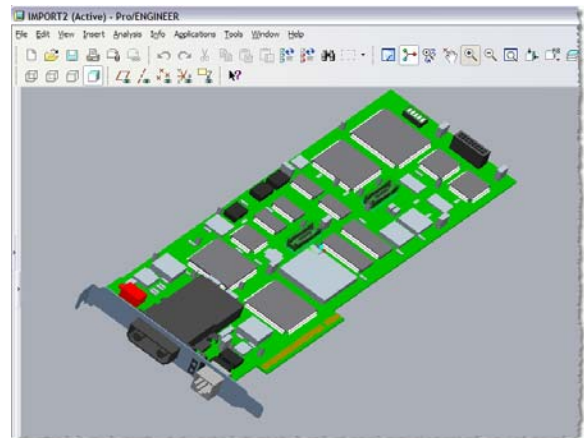 IMPORT2 (Active) - Pro/ENGINEER
File Edit View Insert Analysis Info Applications Tools Window Help